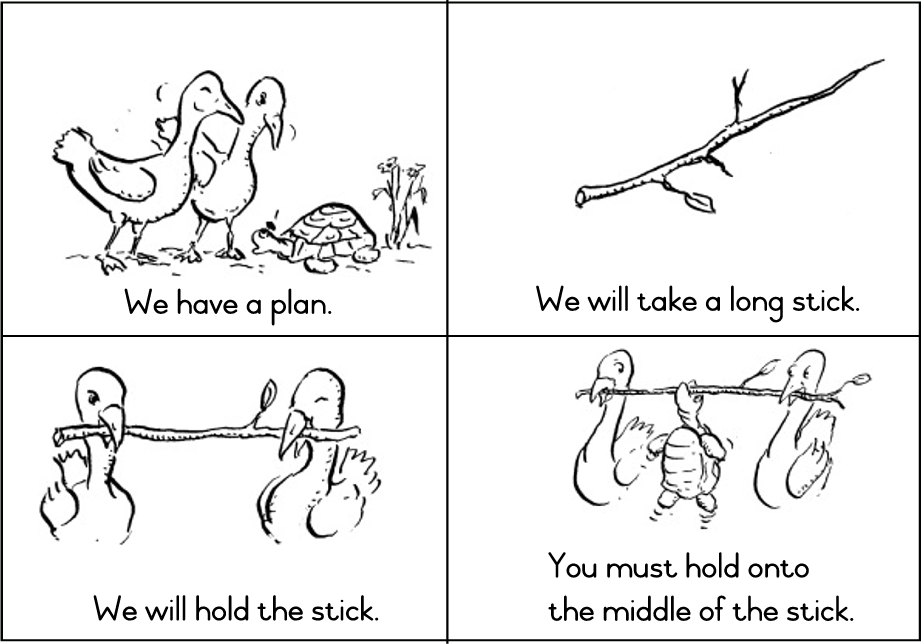 We have a plan.
We will take a long stick.
We will hold the stick.
You must hold onto
the middle of the stick.